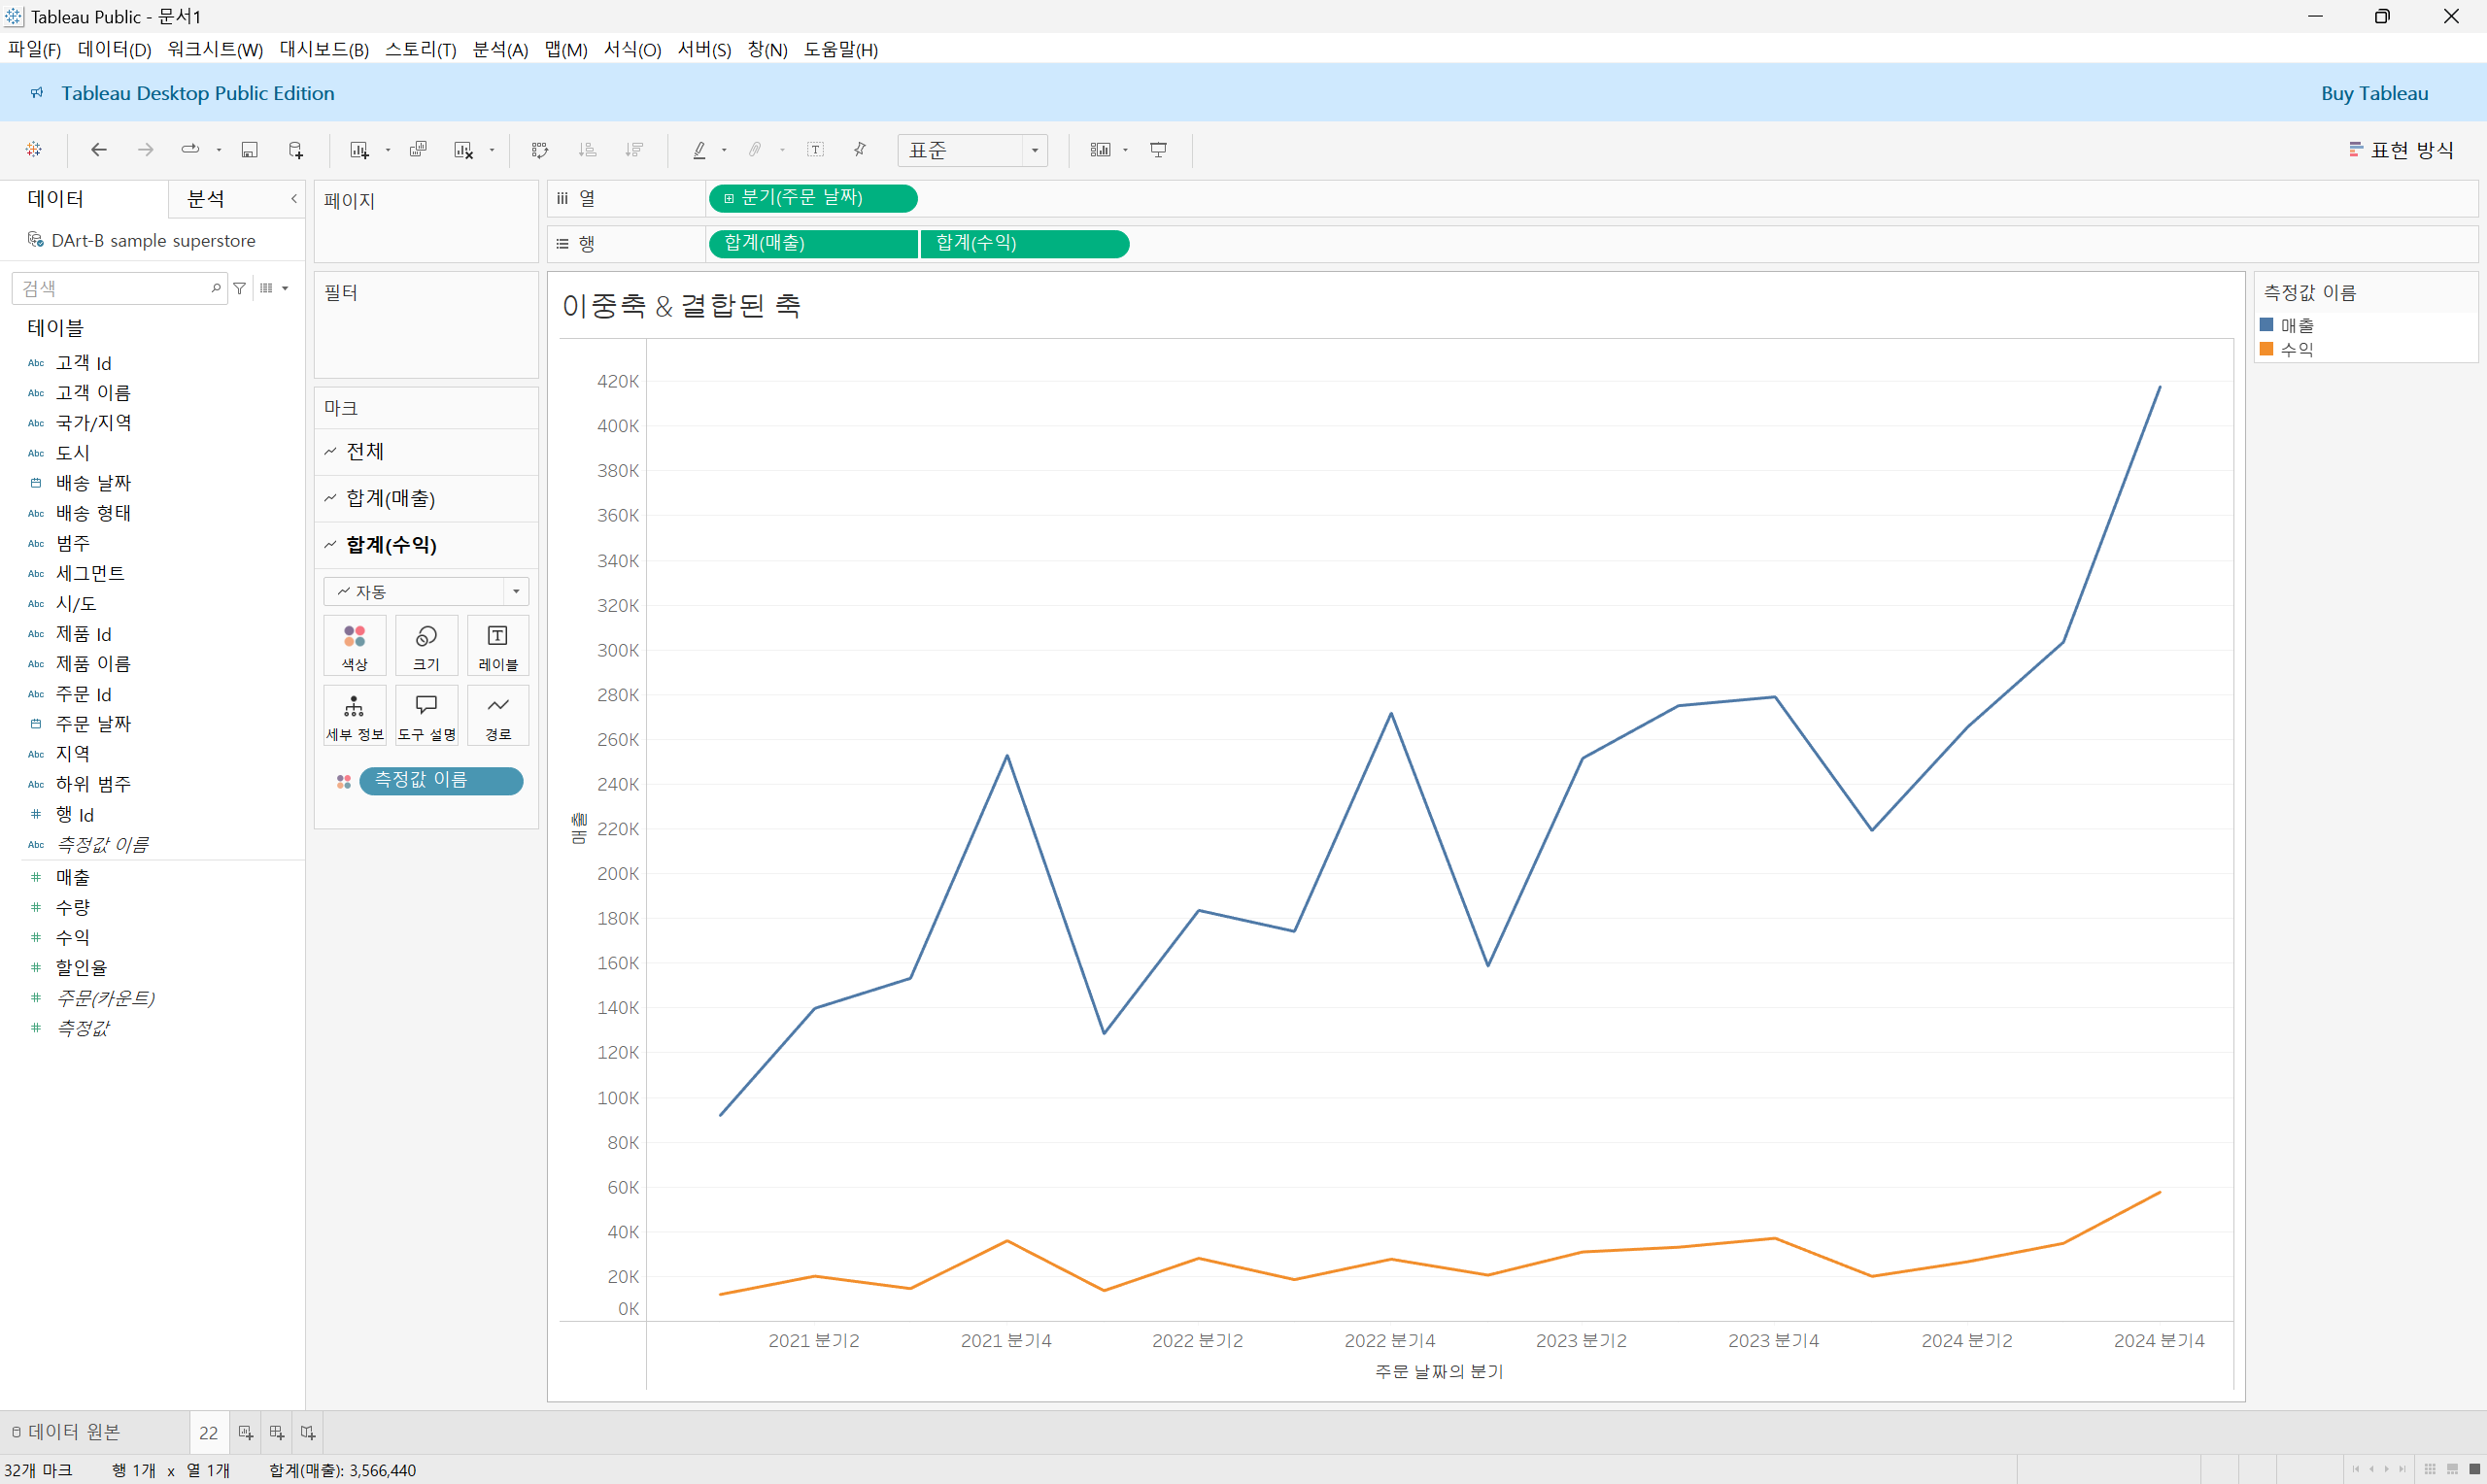 Tableau Public - 문서1
파일(F) 데이터(D) 워크시트(W) 대시보드(B) 스토리(T) 분석(A) 맵(M) 서식(O) 서버(S) 창(N) 도움말(H)
Tableau Desktop Public Edition
Buy Tableau
표준
표현 방식
데이터
분석
DArt-B sample superstore
검색
테이블
Abc 고객 Id
Abc 고객 이름
Abc 국가/지역
Abc 도시
배송 날짜
Abc 배송 형태
Abc 범주
Abc 세그먼트
Abc 시/도
Abc 제품 Id
Abc 제품 이름
Abc 주문 Id
주문 날짜
Abc 지역
Abc 하위 범주
# 행 Id
Abc 측정값 이름
# 매출
# 수량
# 수익
# 할인율
# 주문(카운트)
# 측정값
페이지
필터
마크
전체
합계(매출)
합계(수익)
자동
색상
크기
레이블
세부 정보
도구 설명
경로
측정값 이름
열
분기(주문 날짜)
행
합계(매출)
합계(수익)
이중축 & 결합된 축
420K
400K
380K
360K
340K
320K
300K
280K
260K
240K
220K
200K
180K
160K
140K
120K
100K
80K
60K
40K
20K
0K
매출
2021 분기2
2021 분기4
2022 분기2
2022 분기4
2023 분기2
2023 분기4
2024 분기2
2024 분기4
주문 날짜의 분기
측정값 이름
매출
수익
데이터 원본
22
32개 마크
행 1개 x 열 1개
합계(매출): 3,566,440